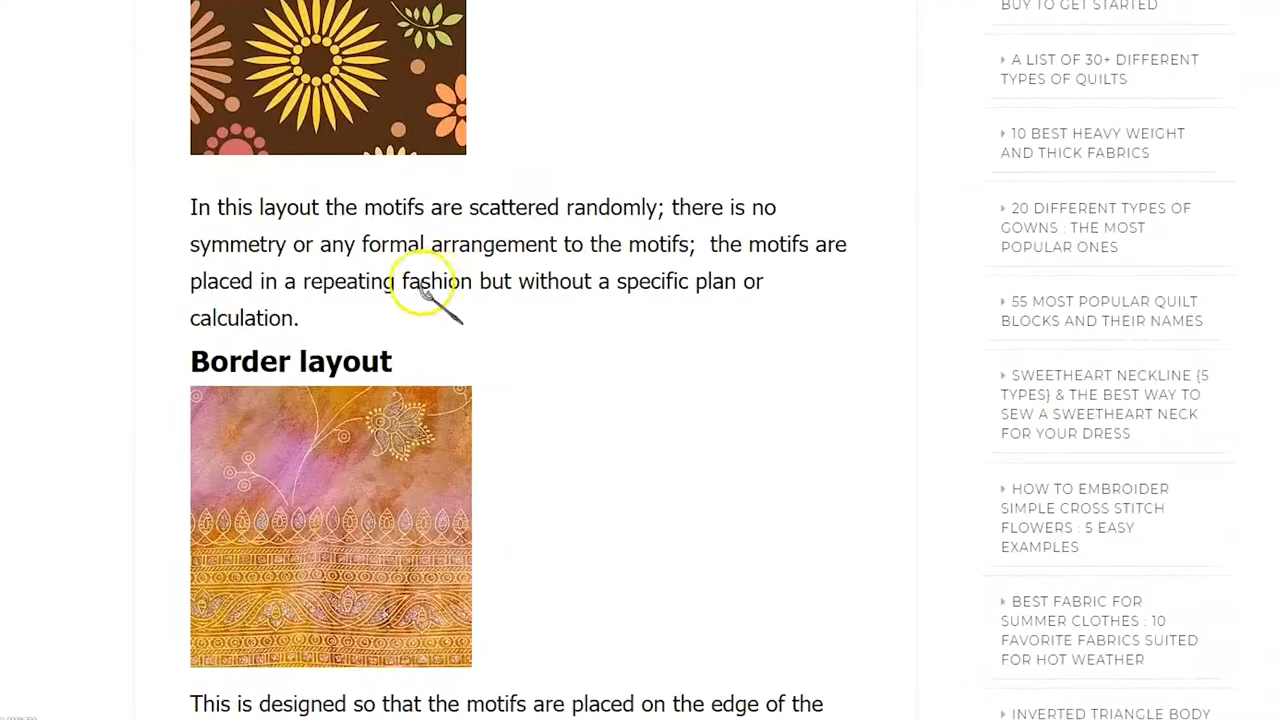 In this layout the motifs are scattered randomly; there is no
symmetry or any formal arrangement to the motifs;  the motifs are
placed in a repeating fashion but without a specific plan or
calculation.
Border layout
This is designed so that the motifs are placed on the edge of the
BUY TO GET STARTED
A LIST OF 30+ DIFFERENT
TYPES OF QUILTS
10 BEST HEAVY WEIGHT
AND THICK FABRICS
20 DIFFERENT TYPES OF
GOWNS : THE MOST
POPULAR ONES
55 MOST POPULAR QUILT
BLOCKS AND THEIR NAMES
SWEETHEART NECKLINE {5
TYPES} & THE BEST WAY TO
SEW A SWEETHEART NECK
FOR YOUR DRESS
HOW TO EMBROIDER
SIMPLE CROSS STITCH
FLOWERS : 5 EASY
EXAMPLES
BEST FABRIC FOR
SUMMER CLOTHES : 10
FAVORITE FABRICS SUITED
FOR HOT WEATHER
INVERTED TRIANGLE BODY